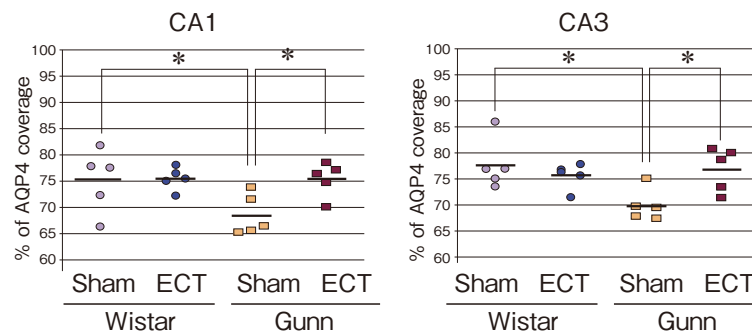 CA1
% of AQP4 coverage
100
95
90
85
80
75
70
65
60
* *
Sham ECT Sham ECT
Wistar Gunn
CA3
% of AQP4 coverage
100
95
90
85
80
75
70
65
60
* *
Sham ECT Sham ECT
Wistar Gunn